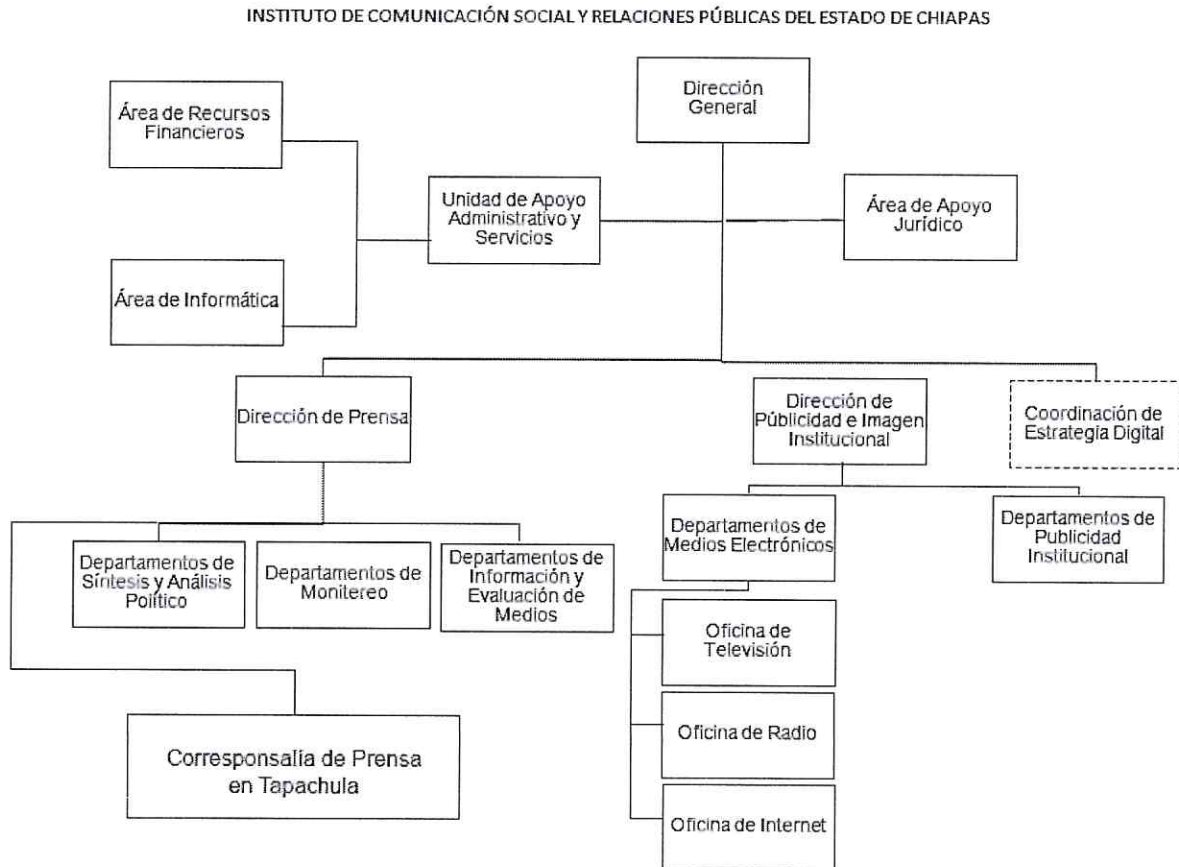 INSTITUTO DE COMUNICACIÓN SOCIAL Y RELACIONES PÚBLICAS DEL ESTADO DE CHIAPAS
Dirección
General
Área de Recursos
Financieros
Unidad de Apoyo
Administrativo y
Servicios
Área de Apoyo
Jurídico
Área de Informática
Dirección de Prensa
Dirección de
Públicidad e Imagen
Institucional
Coordinación de
Estrategia Digital
Departamentos de
Síntesis y Análisis
Político
Departamentos de
Monitereo
Departamentos de
Información y
Evaluación de
Medios
Departamentos de
Medios Electrónicos
Departamentos de
Publicidad
Institucional
Oficina de
Televisión
Oficina de Radio
Oficina de Internet
Corresponsalía de Prensa
en Tapachula